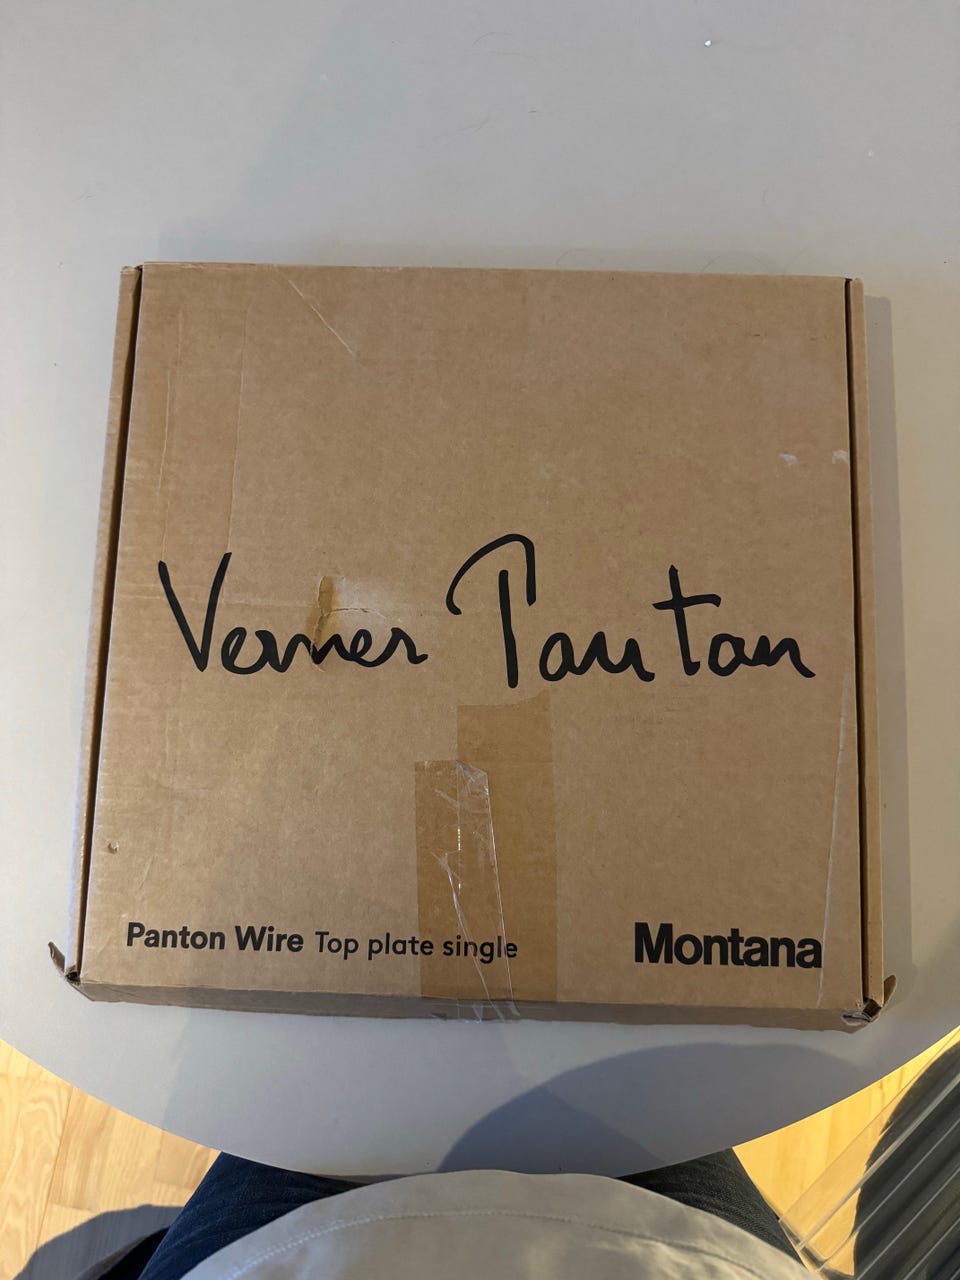 Verner Panton
Panton Wire Top plate single
Montana